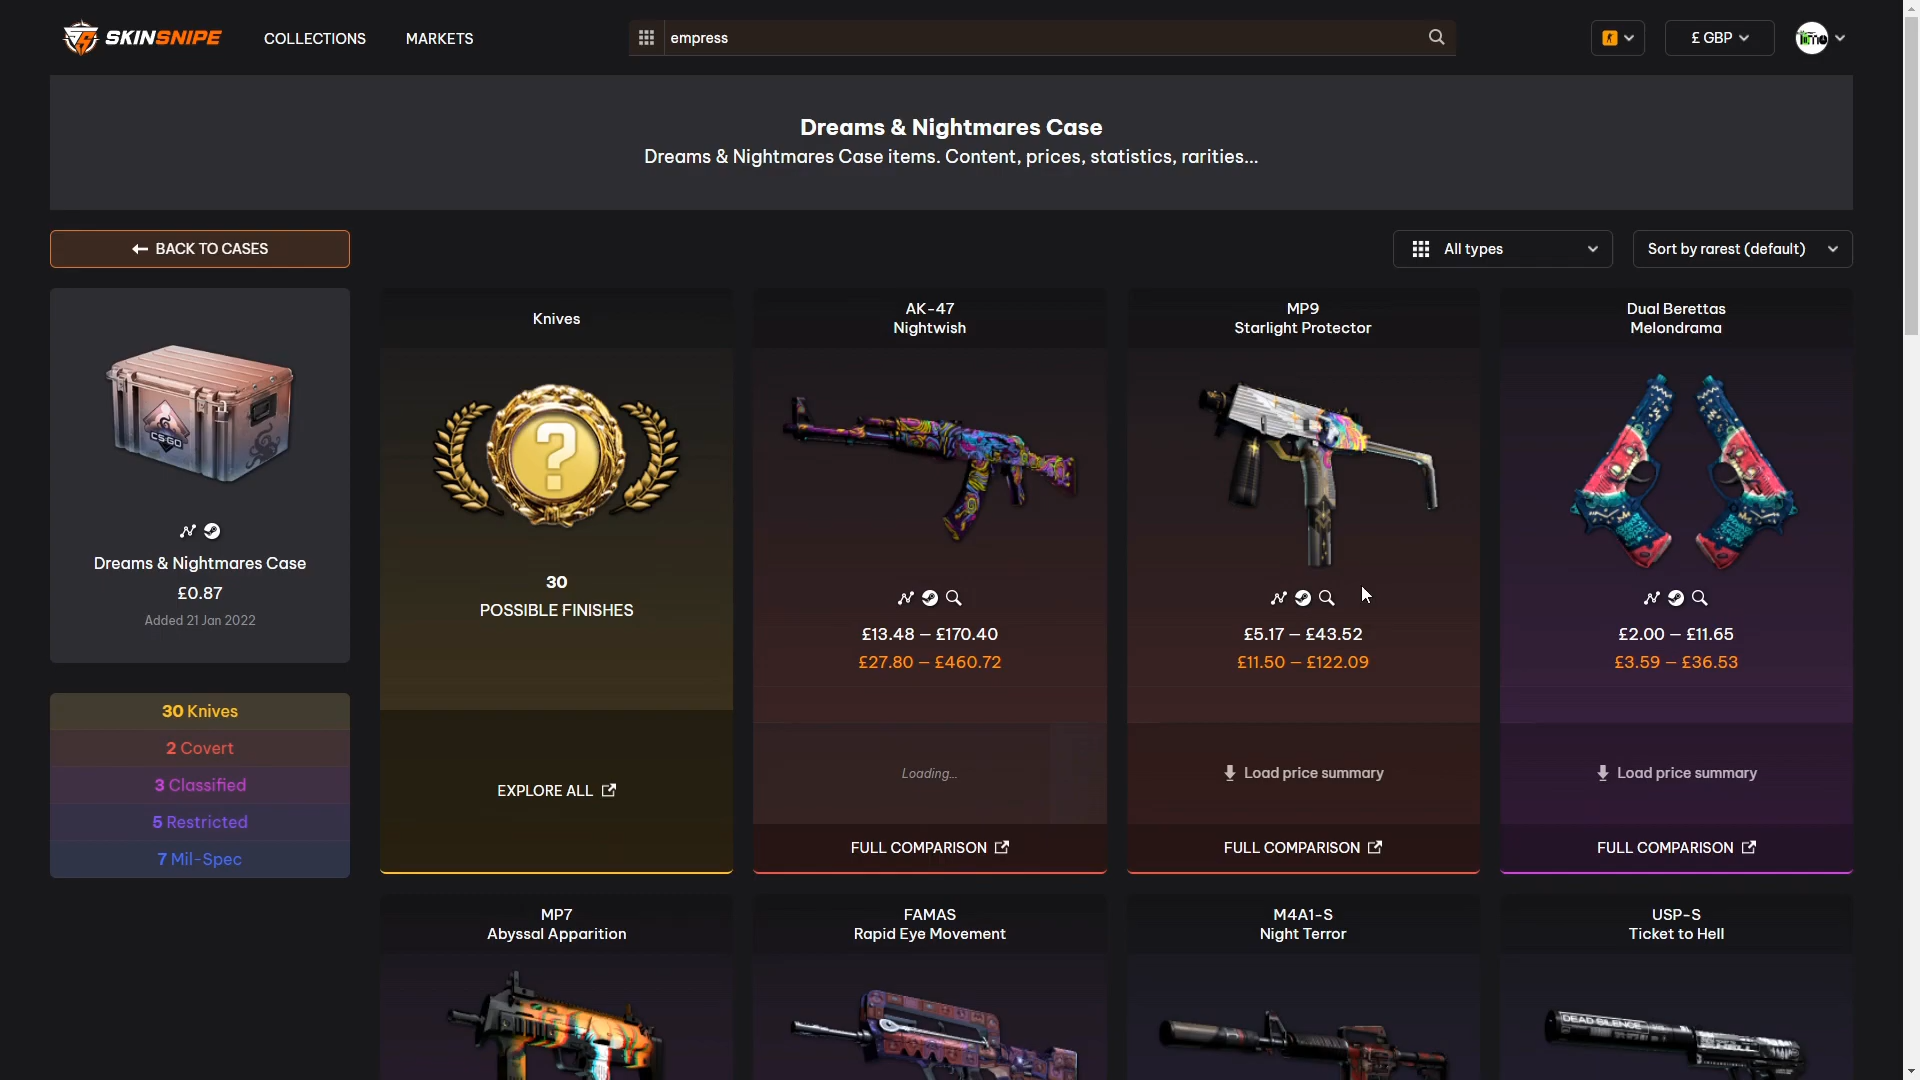 SKINSNIPE
COLLECTIONS
MARKETS
empress
£ GBP
Dreams & Nightmares Case
Dreams & Nightmares Case items. Content, prices, statistics, rarities...
BACK TO CASES
All types
Sort by rarest (default)
CS:GO
Dreams & Nightmares Case
£0.87
Added 21 Jan 2022
30 Knives
2 Covert
3 Classified
5 Restricted
7 Mil-Spec
Knives
?
30
POSSIBLE FINISHES
EXPLORE ALL
AK-47
Nightwish
£13.48 – £170.40
£27.80 – £460.72
Loading...
FULL COMPARISON
MP9
Starlight Protector
£5.17 – £43.52
£11.50 – £122.09
Load price summary
FULL COMPARISON
Dual Berettas
Melondrama
£2.00 – £11.65
£3.59 – £36.53
Load price summary
FULL COMPARISON
MP7
Abyssal Apparition
FAMAS
Rapid Eye Movement
M4A1-S
Night Terror
USP-S
Ticket to Hell
DEAD SILENCE